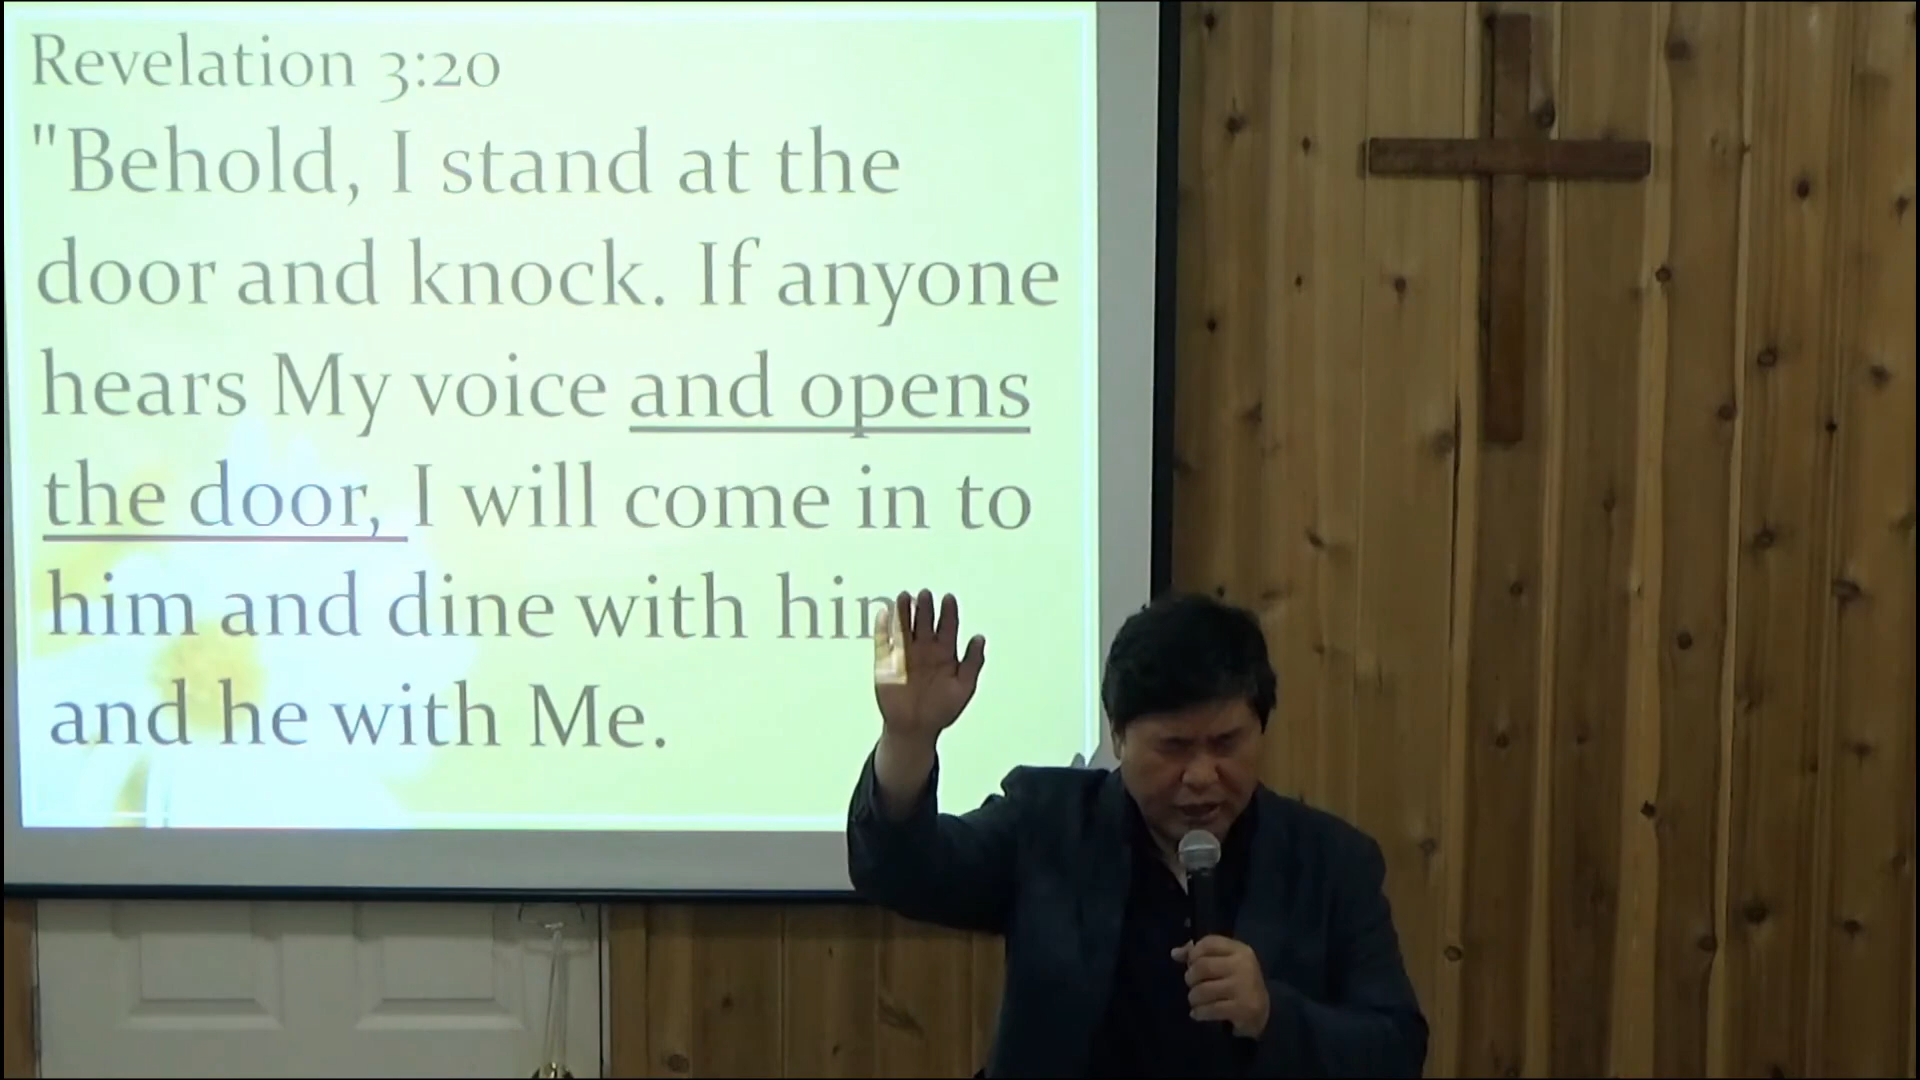 Revelation 3:20
"Behold, I stand at the
door and knock. If anyone
hears My voice and opens
the door, I will come in to
him and dine with him
and he with Me.